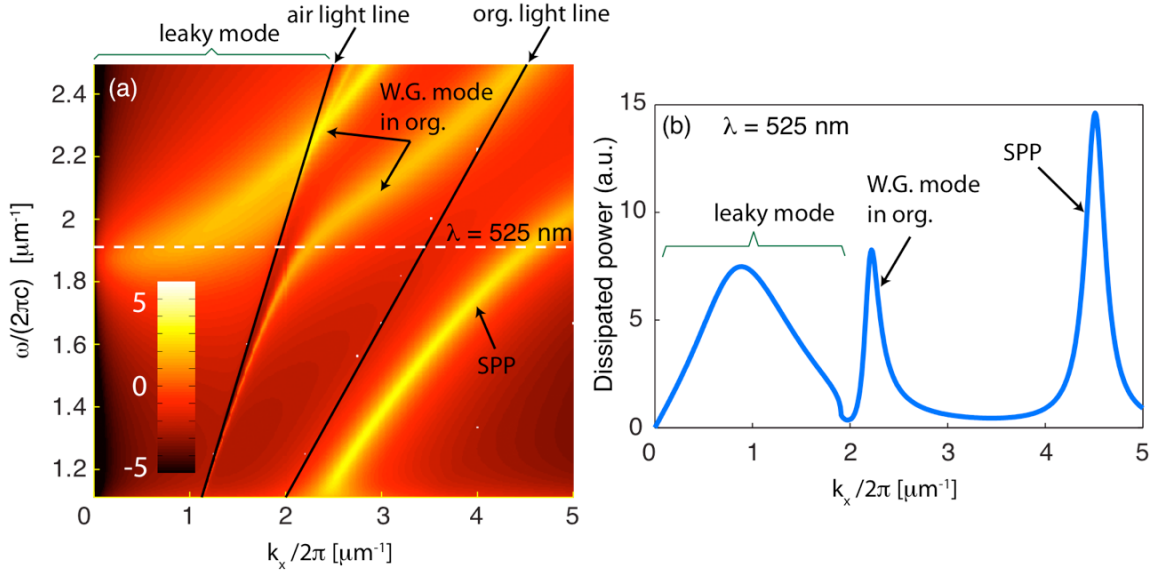 air light line
org. light line
leaky mode
(a)
W.G. mode
in org.
λ = 525 nm
SPP
5
0
-5
2.4
2.2
2
1.8
1.6
1.4
1.2
ω/(2πc) [μm⁻¹]
0 1 2 3 4 5
kₓ/2π [μm⁻¹]
(b) λ = 525 nm
SPP
W.G. mode
in org.
leaky mode
15
10
5
0
Dissipated power (a.u.)
0 1 2 3 4 5
kₓ/2π [μm⁻¹]